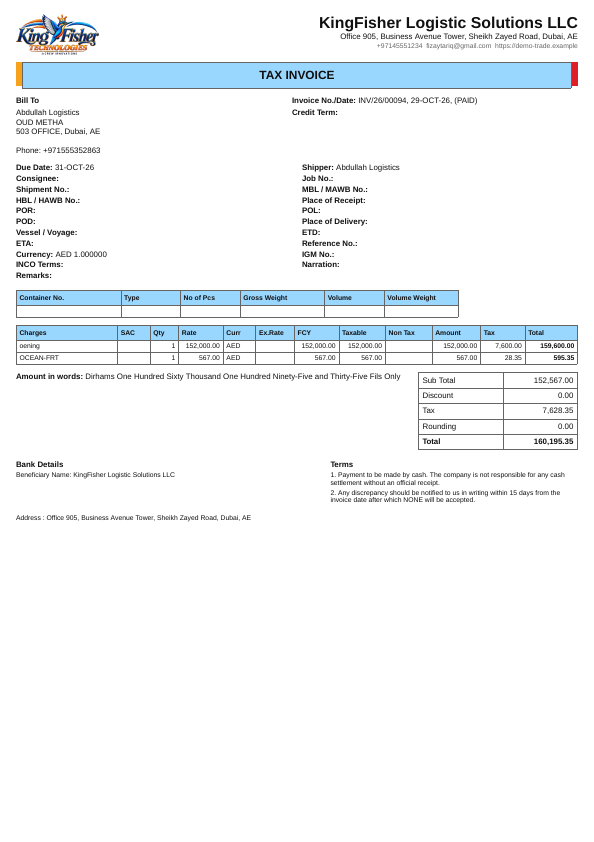 King Fisher
TECHNOLOGIES
KingFisher Logistic Solutions LLC
Office 905, Business Avenue Tower, Sheikh Zayed Road, Dubai, AE
+97145551234 fizaytariq@gmail.com https://demo-trade.example
TAX INVOICE
Bill To
Abdullah Logistics
OUD METHA
503 OFFICE, Dubai, AE
Phone: +971555352863
Invoice No./Date: INV/26/00094, 29-OCT-26, (PAID)
Credit Term:
Due Date: 31-OCT-26
Shipper: Abdullah Logistics
Consignee:
Job No.:
Shipment No.:
MBL / MAWB No.:
HBL / HAWB No.:
Place of Receipt:
POR:
POL:
POD:
Place of Delivery:
Vessel / Voyage:
ETD:
ETA:
Reference No.:
Currency: AED 1.000000
IGM No.:
INCO Terms:
Narration:
Remarks:
Container No. Type No of Pcs Gross Weight Volume Volume Weight
Charges SAC Qty Rate Curr Ex.Rate FCY Taxable Non Tax Amount Tax Total
oening 1 152,000.00 AED 152,000.00 152,000.00 152,000.00 7,600.00 159,600.00
OCEAN-FRT 1 567.00 AED 567.00 567.00 567.00 28.35 595.35
Amount in words: Dirhams One Hundred Sixty Thousand One Hundred Ninety-Five and Thirty-Five Fils Only
Sub Total 152,567.00
Discount 0.00
Tax 7,628.35
Rounding 0.00
Total 160,195.35
Bank Details
Beneficiary Name: KingFisher Logistic Solutions LLC
Terms
1. Payment to be made by cash. The company is not responsible for any cash
settlement without an official receipt.
2. Any discrepancy should be notified to us in writing within 15 days from the
invoice date after which NONE will be accepted.
Address : Office 905, Business Avenue Tower, Sheikh Zayed Road, Dubai, AE